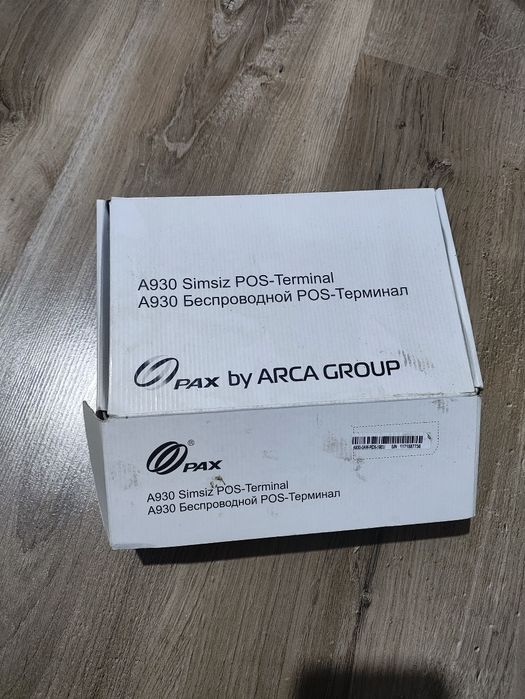 A930 Simsiz POS-Terminal
A930 Беспроводной POS-Терминал
PAX by ARCA GROUP
® PAX
A930 Simsiz POS-Terminal
A930 Беспроводной POS-Терминал